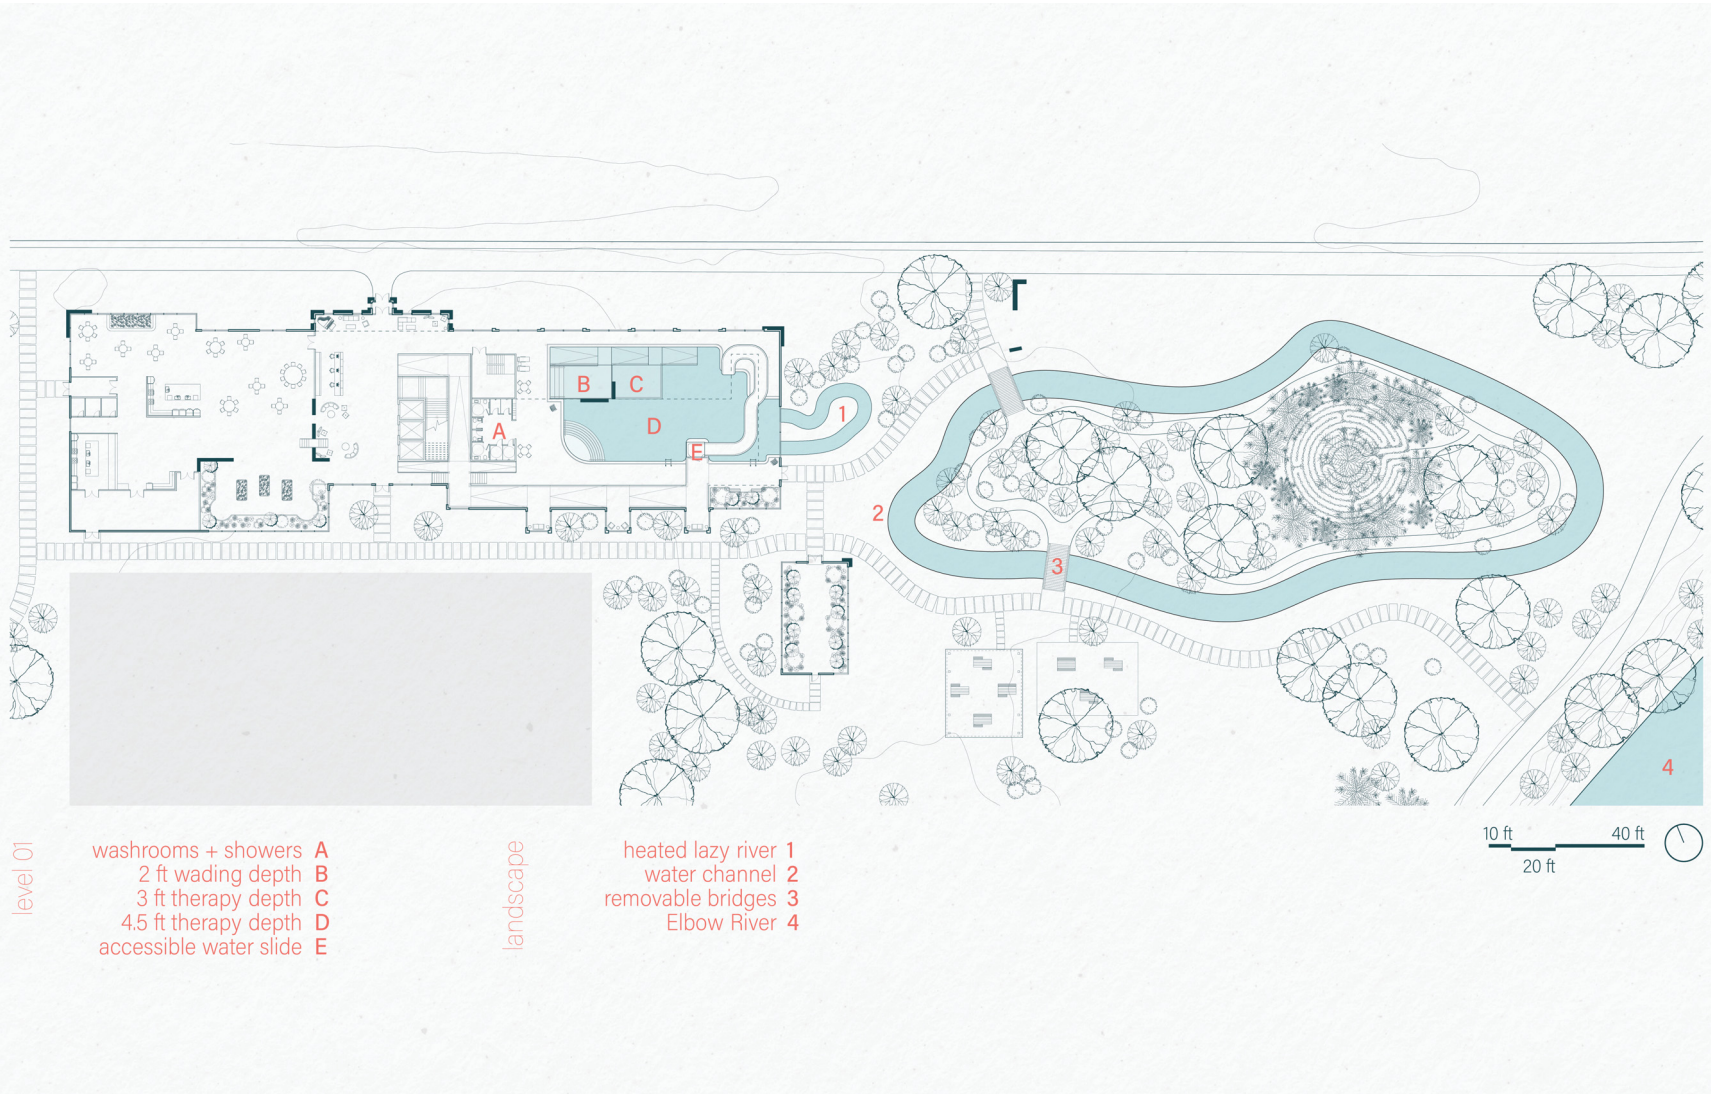 1
B
C
D
A
E
2
3
4
10 ft
40 ft
20 ft
level 01
washrooms + showers A
2 ft wading depth B
3 ft therapy depth C
4.5 ft therapy depth D
accessible water slide E
landscape
heated lazy river 1
water channel 2
removable bridges 3
Elbow River 4